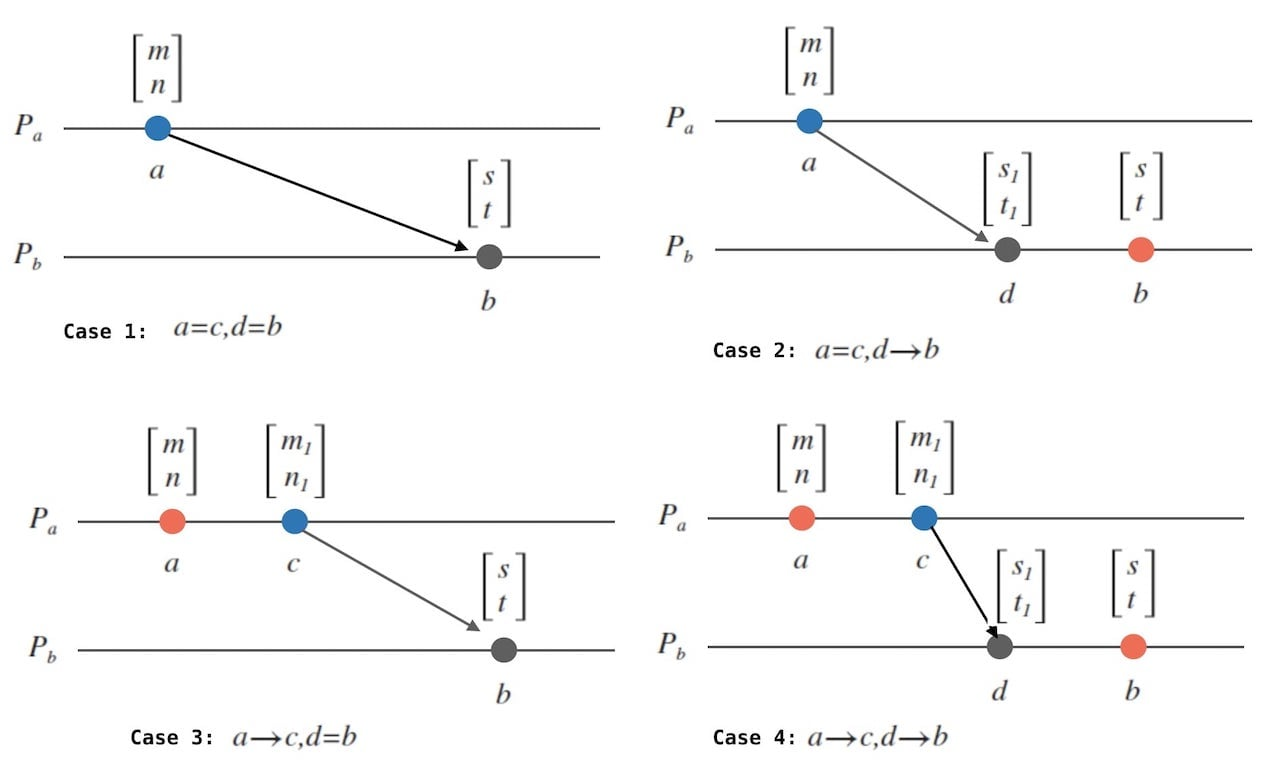 [m n]
P_a
a
[s t]
P_b
b
Case 1: a=c,d=b
[m n]
P_a
a
[s_1 t_1] [s t]
P_b
d b
Case 2: a=c,d→b
[m n] [m_1 n_1]
P_a
a c
[s t]
P_b
b
Case 3: a→c,d=b
[m n] [m_1 n_1]
P_a
a c
[s_1 t_1] [s t]
P_b
d b
Case 4: a→c,d→b